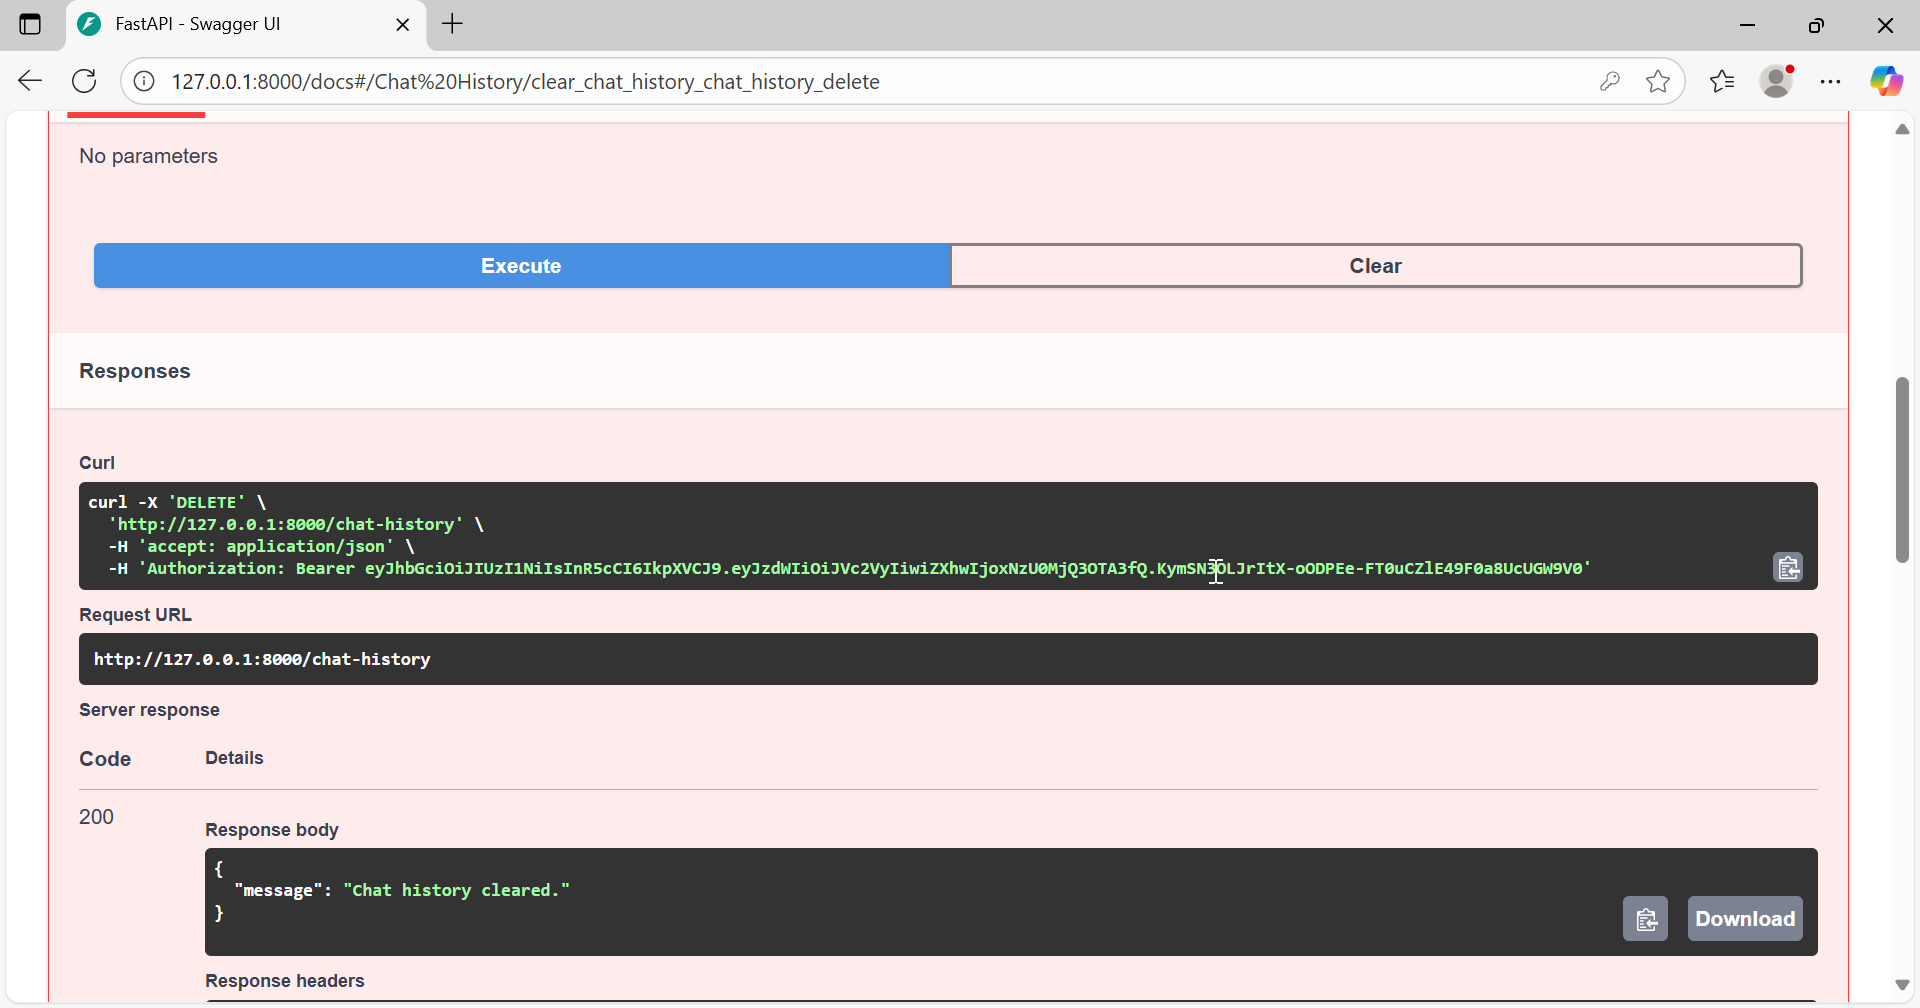 FastAPI - Swagger UI
127.0.0.1:8000/docs#/Chat%20History/clear_chat_history_chat_history_delete
No parameters
Execute
Clear
Responses
Curl
curl -X 'DELETE' \
'http://127.0.0.1:8000/chat-history' \
-H 'accept: application/json' \
-H 'Authorization: Bearer eyJhbGciOiJIUzI1NiIsInR5cCI6IkpXVCJ9.eyJzdWIiOiJVc2VyIiwiZXhwIjoxNzU0MjQ3OTA3fQ.KymSN3OLJrItX-oODPEe-FT0uCZlE49F0a8UcUGW9V0'
Request URL
http://127.0.0.1:8000/chat-history
Server response
Code
Details
200
Response body
{
"message": "Chat history cleared."
}
Download
Response headers